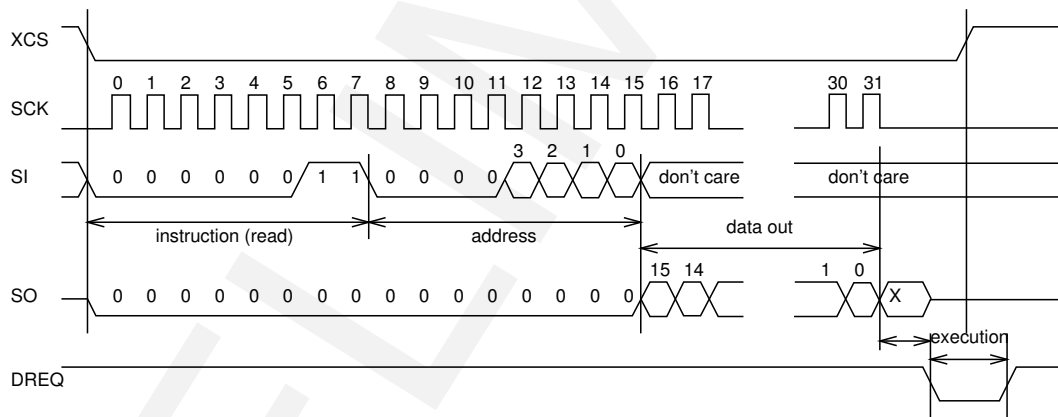 XCS
0 1 2 3 4 5 6 7 8 9 10 11 12 13 14 15 16 17 30 31
SCK
3 2 1 0
SI 0 0 0 0 0 0 1 1 0 0 0 0 don't care don't care
instruction (read) address data out
15 14 1 0
SO 0 0 0 0 0 0 0 0 0 0 0 0 0 0 0 0 X
execution
DREQ